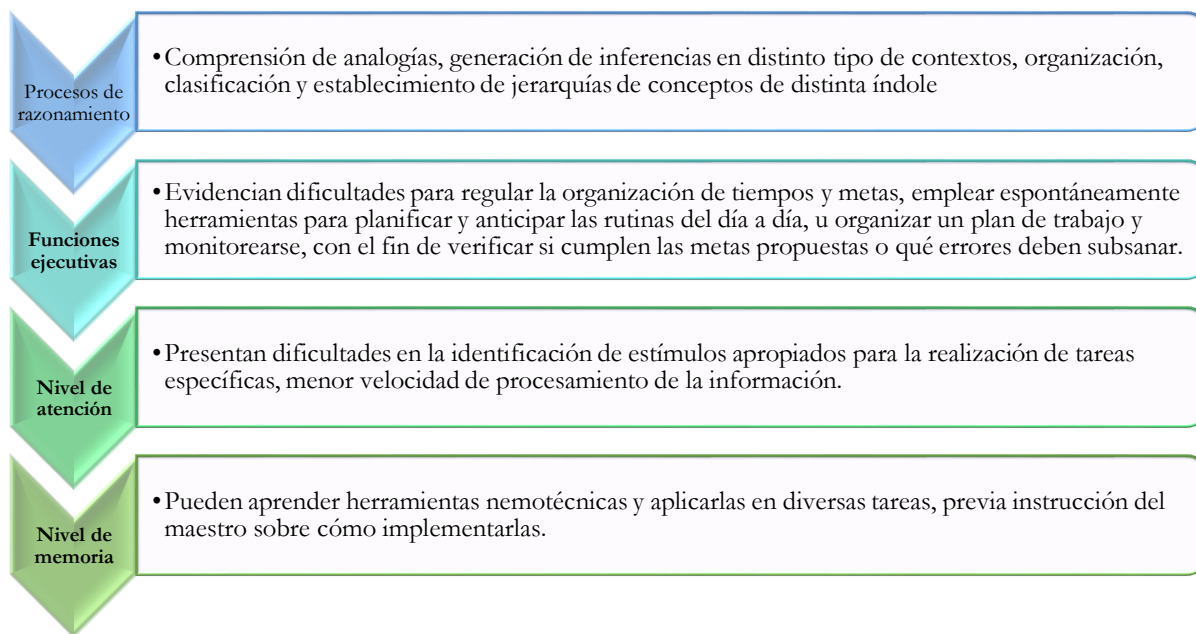 Procesos de
razonamiento
•Comprensión de analogías, generación de inferencias en distinto tipo de contextos, organización,
clasificación y establecimiento de jerarquías de conceptos de distinta índole
Funciones
ejecutivas
•Evidencian dificultades para regular la organización de tiempos y metas, emplear espontáneamente
herramientas para planificar y anticipar las rutinas del día a día, u organizar un plan de trabajo y
monitorearse, con el fin de verificar si cumplen las metas propuestas o qué errores deben subsanar.
Nivel de
atención
•Presentan dificultades en la identificación de estímulos apropiados para la realización de tareas
específicas, menor velocidad de procesamiento de la información.
Nivel de
memoria
•Pueden aprender herramientas nemotécnicas y aplicarlas en diversas tareas, previa instrucción del
maestro sobre cómo implementarlas.